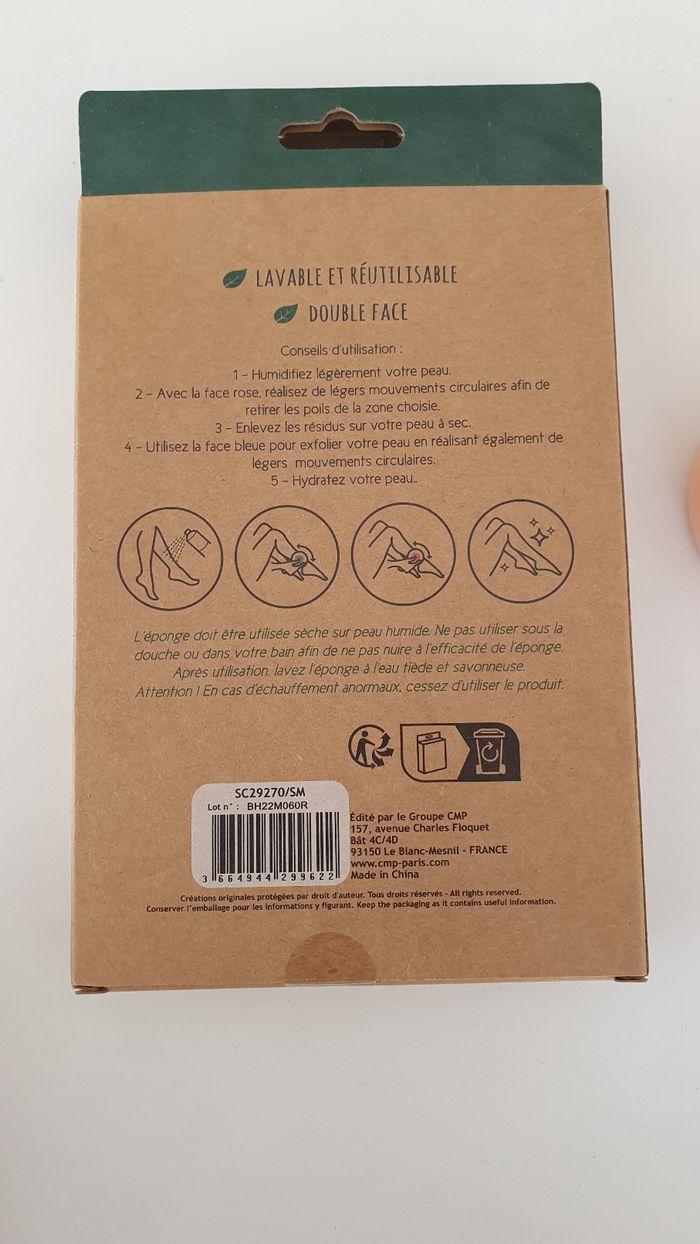 LAVABLE ET RÉUTILISABLE
DOUBLE FACE
Conseils d'utilisation :
1 - Humidifiez légèrement votre peau.
2 - Avec la face rose, réalisez de légers mouvements circulaires afin de
retirer les poils de la zone choisie.
3 - Enlevez les résidus sur votre peau à sec.
4 - Utilisez la face bleue pour exfolier votre peau en réalisant également de
légers mouvements circulaires.
5 - Hydratez votre peau..
L'éponge doit être utilisée sèche sur peau humide. Ne pas utiliser sous la
douche ou dans votre bain afin de ne pas nuire à l'efficacité de l'éponge.
Après utilisation, lavez l'éponge à l'eau tiède et savonneuse.
Attention ! En cas d'échauffement anormaux, cessez d'utiliser le produit.
SC29270/SM
Lot n° : BH22M060R
3 664944 299622
Édité par le Groupe CMP
157, avenue Charles Floquet
Bât 4C/4D
93150 Le Blanc-Mesnil - FRANCE
www.cmp-paris.com
Made in China
Créations originales protégées par droit d'auteur. Tous droits réservés - All rights reserved.
Conserver l'emballage pour les informations y figurant. Keep the packaging as it contains useful information.